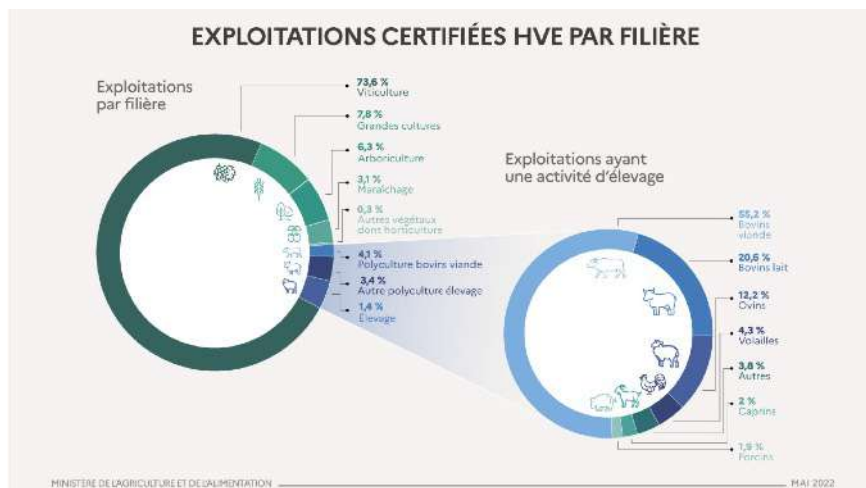 EXPLOITATIONS CERTIFIÉES HVE PAR FILIÈRE
Exploitations
par filière
73,6 %
Viticulture
7,8 %
Grandes cultures
6,3 %
Arboriculture
3,1 %
Maraîchage
0,3 %
Autres végétaux
dont horticulture
4,1 %
Polyculture bovins viande
3,4 %
Autre polyculture élevage
1,4 %
Elevage
Exploitations ayant
une activité d'élevage
55,2 %
Bovins
viande
20,6 %
Bovins lait
12,2 %
Ovins
4,3 %
Volailles
3,8 %
Autres
2 %
Caprins
1,9 %
Porcins
MINISTÈRE DE L'AGRICULTURE ET DE L'ALIMENTATION
MAI 2022